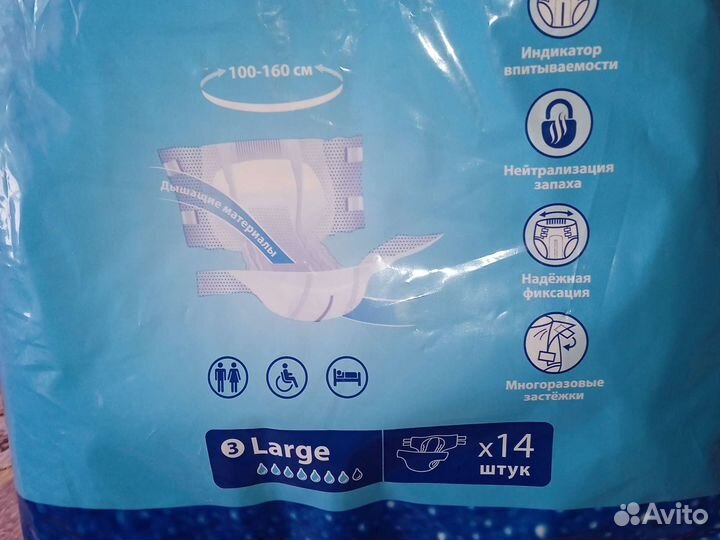 Индикатор
впитываемости
100-160 см
Нейтрализация
запаха
Дышащие материалы
Надёжная
фиксация
Многоразовые
застёжки
3 Large
x14
штук
Avito